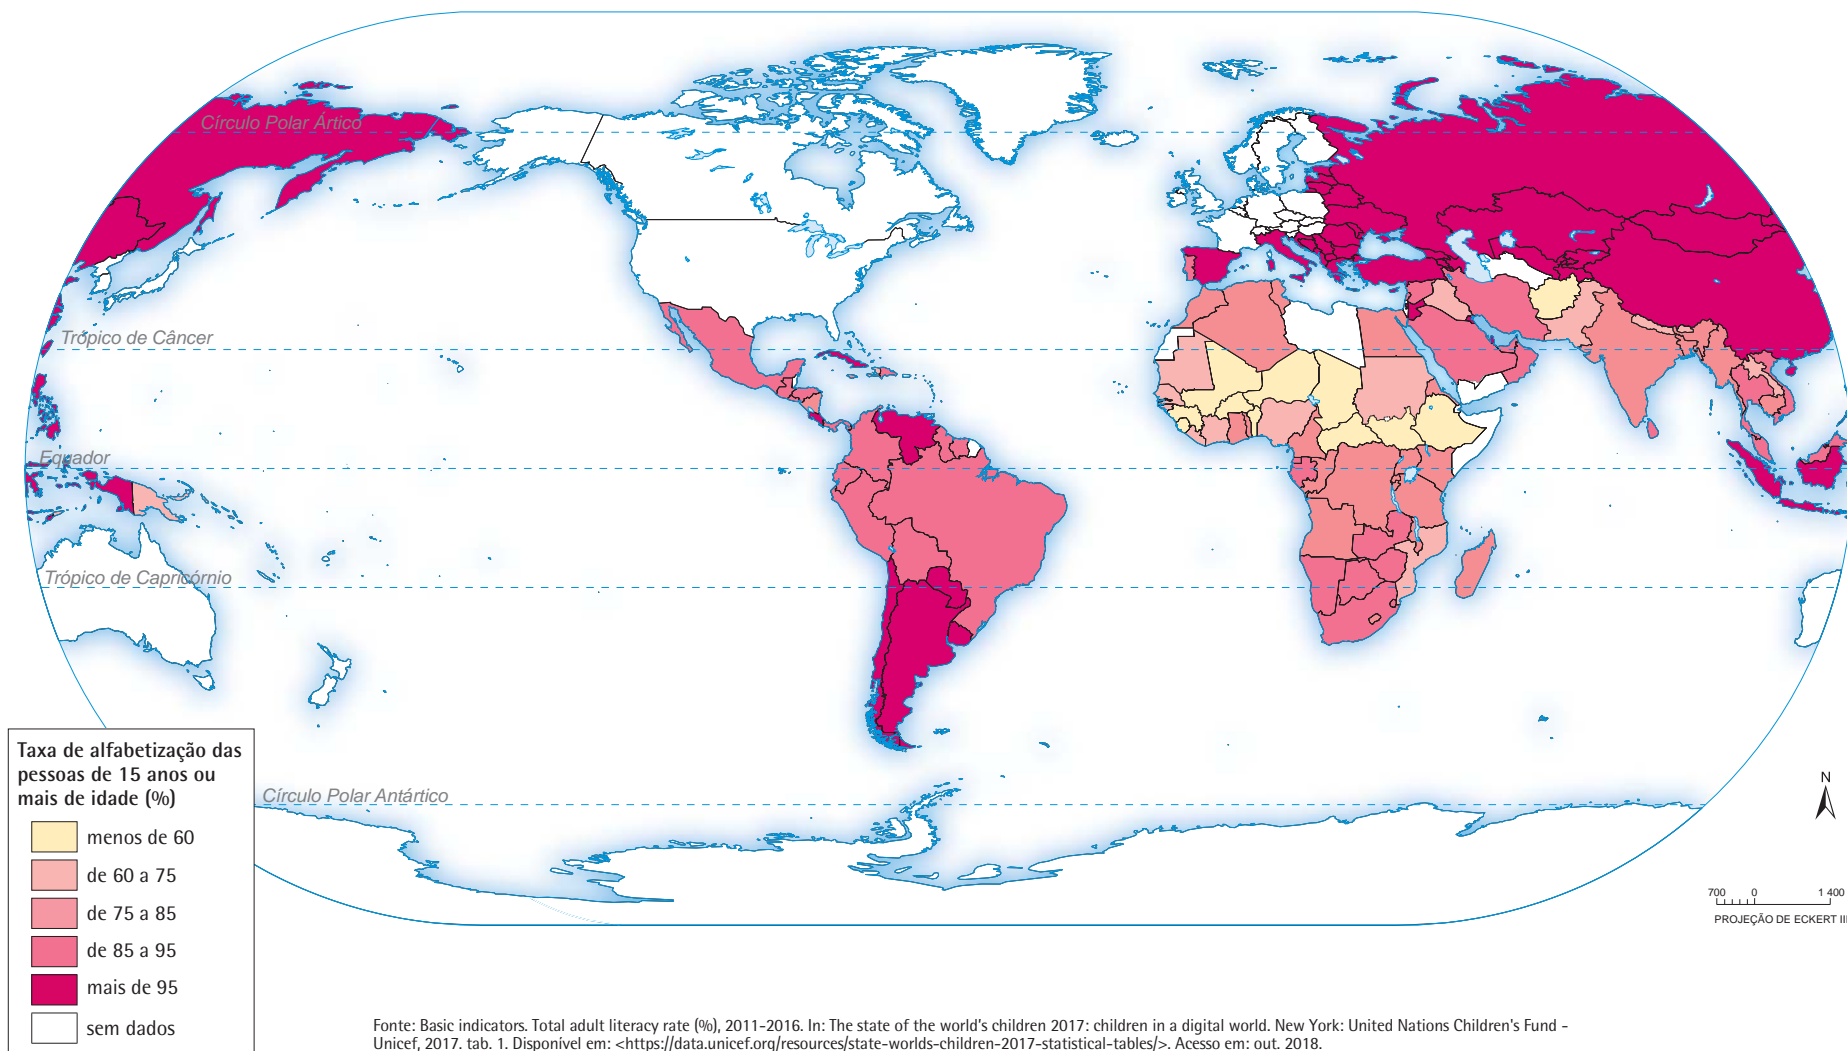 Círculo Polar Ártico
Trópico de Câncer
Equador
Trópico de Capricórnio
Círculo Polar Antártico
Taxa de alfabetização das
pessoas de 15 anos ou
mais de idade (%)
menos de 60
de 60 a 75
de 75 a 85
de 85 a 95
mais de 95
sem dados
N
700 0 1 400
PROJEÇÃO DE ECKERT III
Fonte: Basic indicators. Total adult literacy rate (%), 2011-2016. In: The state of the world's children 2017: children in a digital world. New York: United Nations Children's Fund -
Unicef, 2017. tab. 1. Disponível em: <https://data.unicef.org/resources/state-worlds-children-2017-statistical-tables/>. Acesso em: out. 2018.